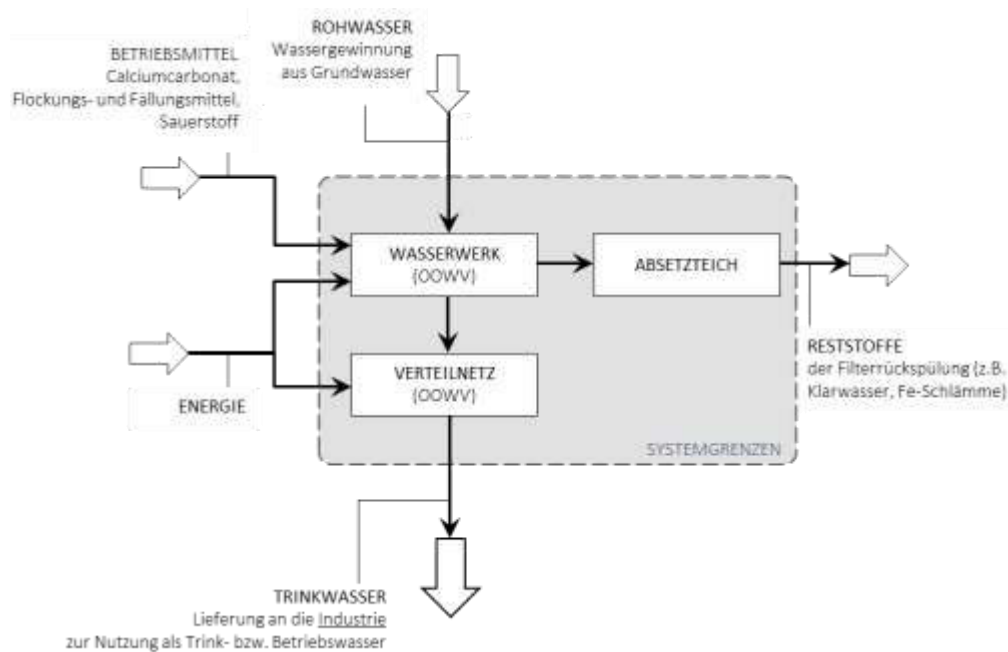 ROHWASSER
Wassergewinnung
aus Grundwasser
BETRIEBSMITTEL
Calciumcarbonat,
Flockungs- und Fällungsmittel,
Sauerstoff
WASSERWERK
(OOWV)
ABSETZTEICH
VERTEILNETZ
(OOWV)
ENERGIE
RESTSTOFFE
der Filterrückspülung (z.B.
Klarwasser, Fe-Schlämme)
SYSTEMGRENZEN
TRINKWASSER
Lieferung an die Industrie
zur Nutzung als Trink- bzw. Betriebswasser